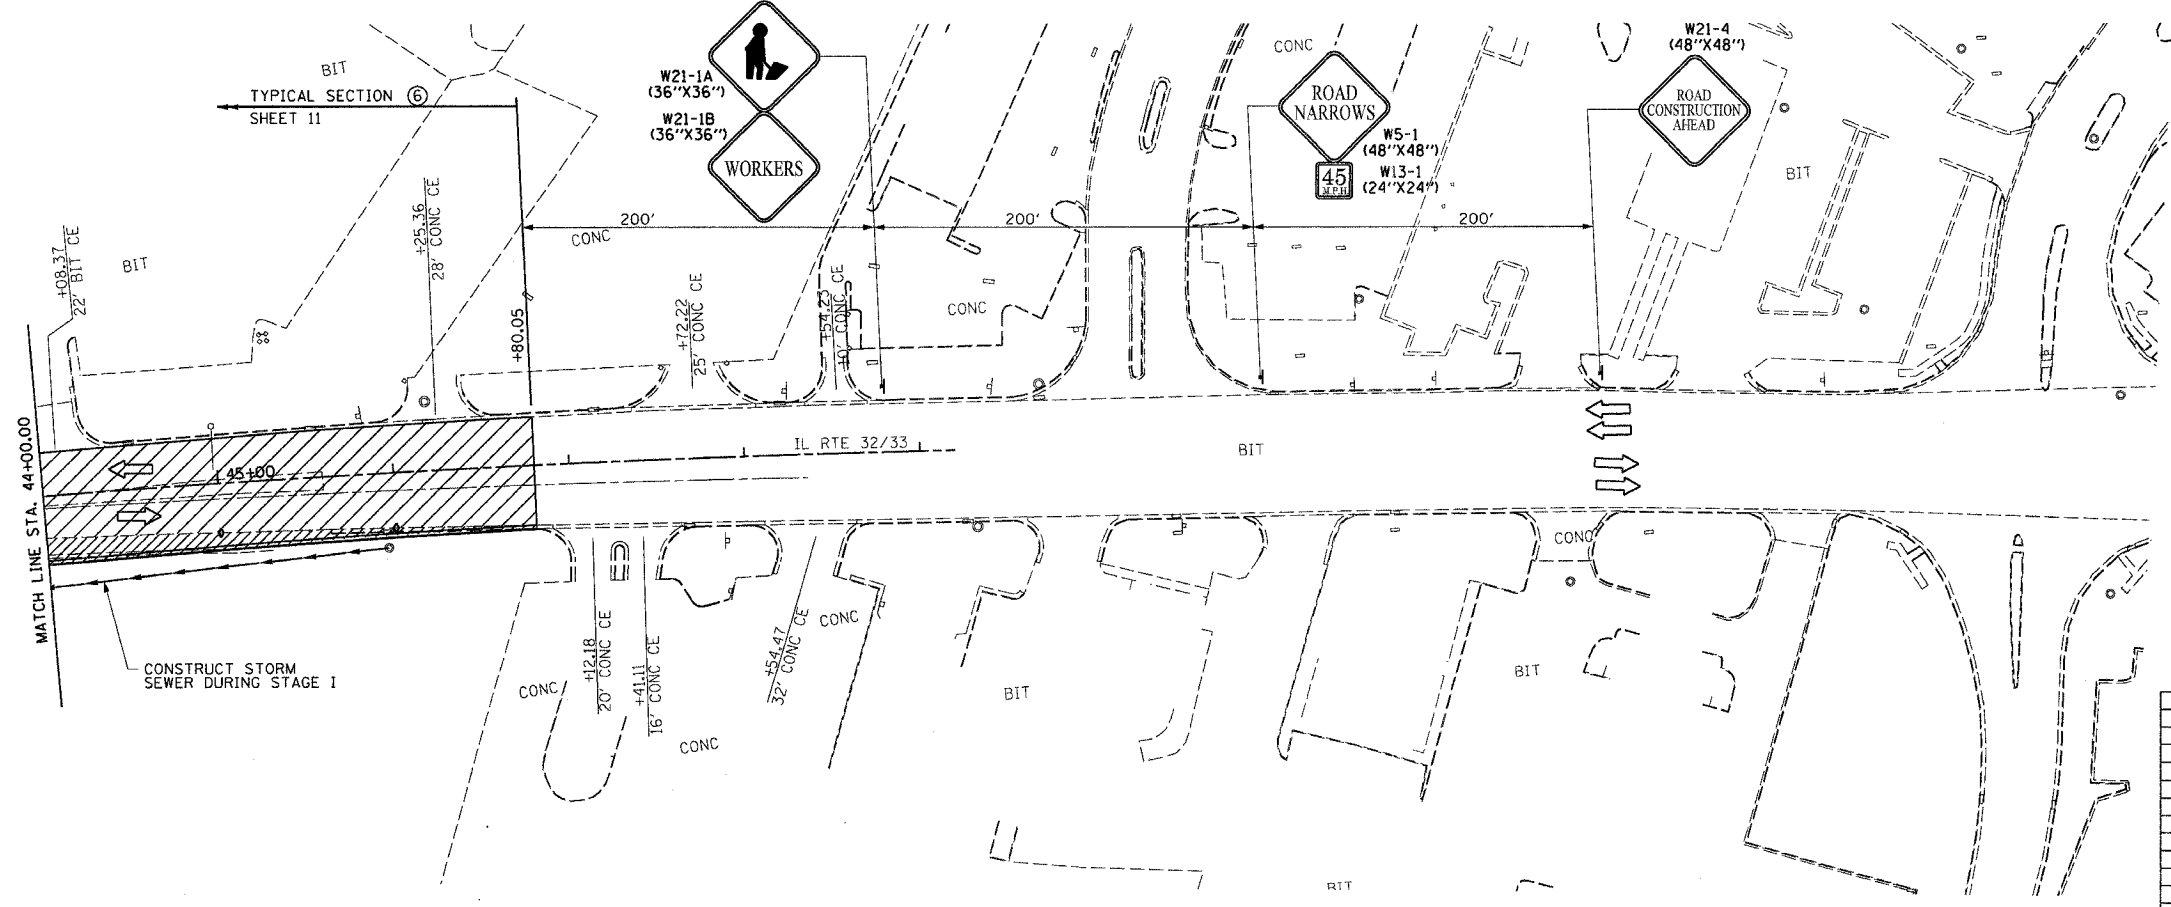 W21-4
(48"X48")
CONC
BIT
TYPICAL SECTION 6
SHEET 11
W21-1A
(36"X36")
W21-1B
(36"X36")
WORKERS
ROAD
NARROWS
W5-1
(48"X48")
45
M.P.H.
W13-1
(24"X24")
ROAD
CONSTRUCTION
AHEAD
BIT
200'
200'
200'
CONC
BIT
+08.37
22' BIT CE
+25.36
28' CONC CE
+80.05
+72.22
25' CONC CE
+54.23
10' CONC CE
CONC
MATCH LINE STA. 44+00.00
45+00
IL RTE 32/33
BIT
CONC
CONSTRUCT STORM
SEWER DURING STAGE I
+12.18
20' CONC CE
+41.11
16' CONC CE
+54.47
32' CONC CE
CONC
CONC
CONC
BIT
BIT
BIT